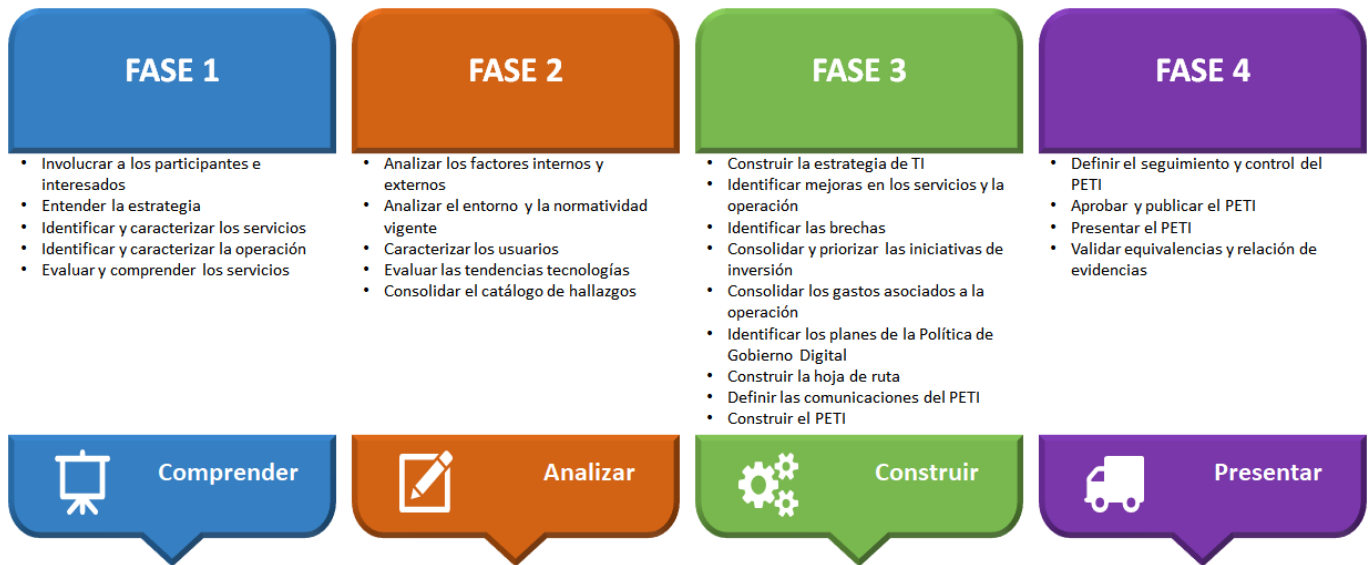 FASE 1
• Involucrar a los participantes e
interesados
• Entender la estrategia
• Identificar y caracterizar los servicios
• Identificar y caracterizar la operación
• Evaluar y comprender los servicios
Comprender
FASE 2
• Analizar los factores internos y
externos
• Analizar el entorno y la normatividad
vigente
• Caracterizar los usuarios
• Evaluar las tendencias tecnologías
• Consolidar el catálogo de hallazgos
Analizar
FASE 3
• Construir la estrategia de TI
• Identificar mejoras en los servicios y la
operación
• Identificar las brechas
• Consolidar y priorizar las iniciativas de
inversión
• Consolidar los gastos asociados a la
operación
• Identificar los planes de la Política de
Gobierno Digital
• Construir la hoja de ruta
• Definir las comunicaciones del PETI
• Construir el PETI
Construir
FASE 4
• Definir el seguimiento y control del
PETI
• Aprobar y publicar el PETI
• Presentar el PETI
• Validar equivalencias y relación de
evidencias
Presentar